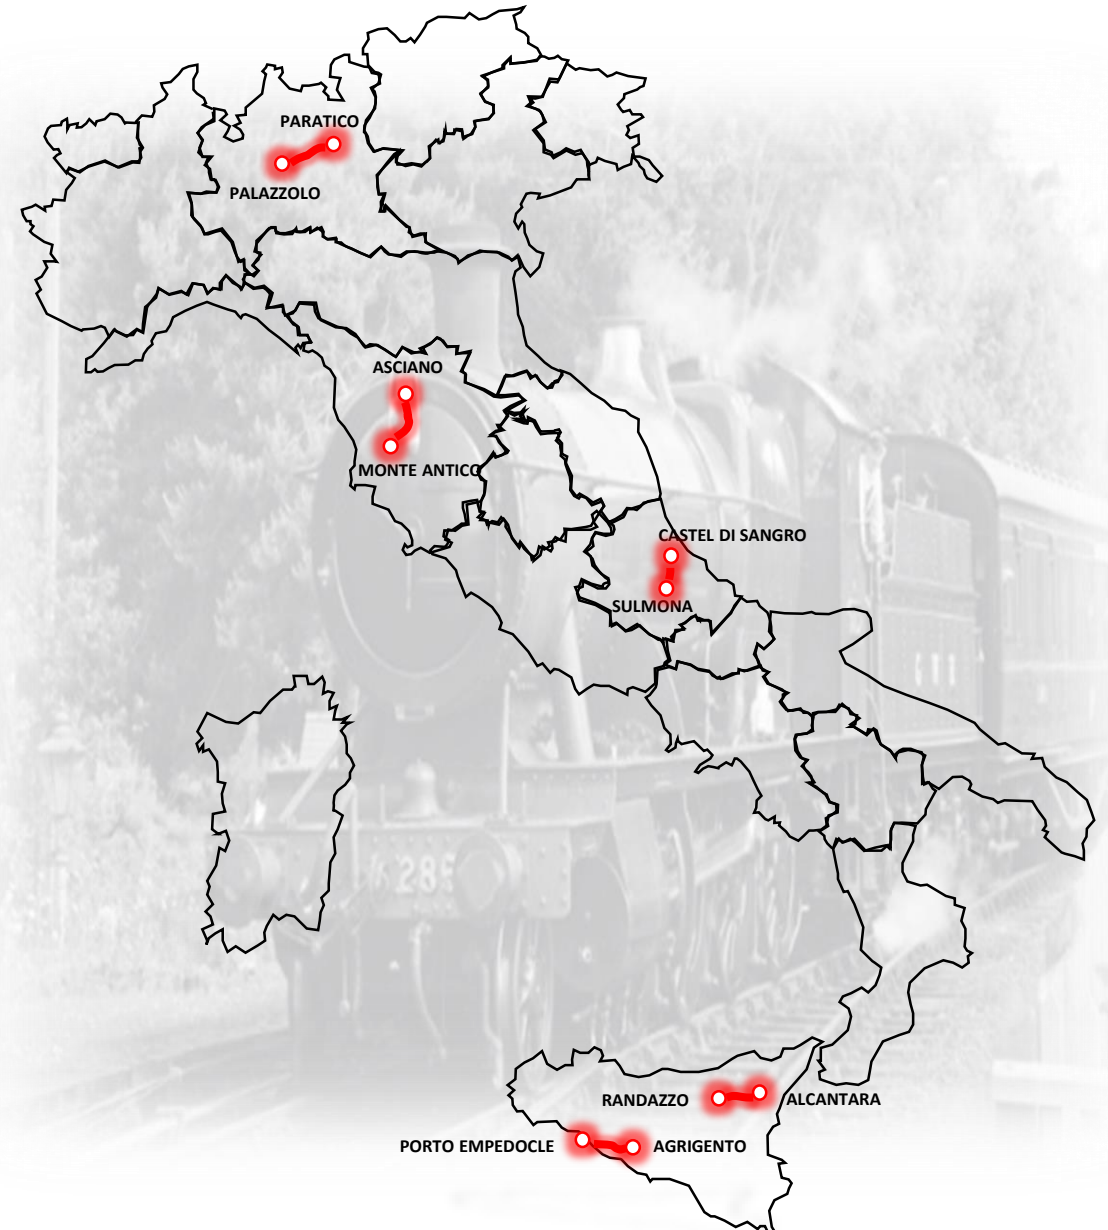 PARATICO
PALAZZOLO
ASCIANO
MONTE ANTICO
CASTEL DI SANGRO
SULMONA
RANDAZZO
ALCANTARA
PORTO EMPEDOCLE
AGRIGENTO